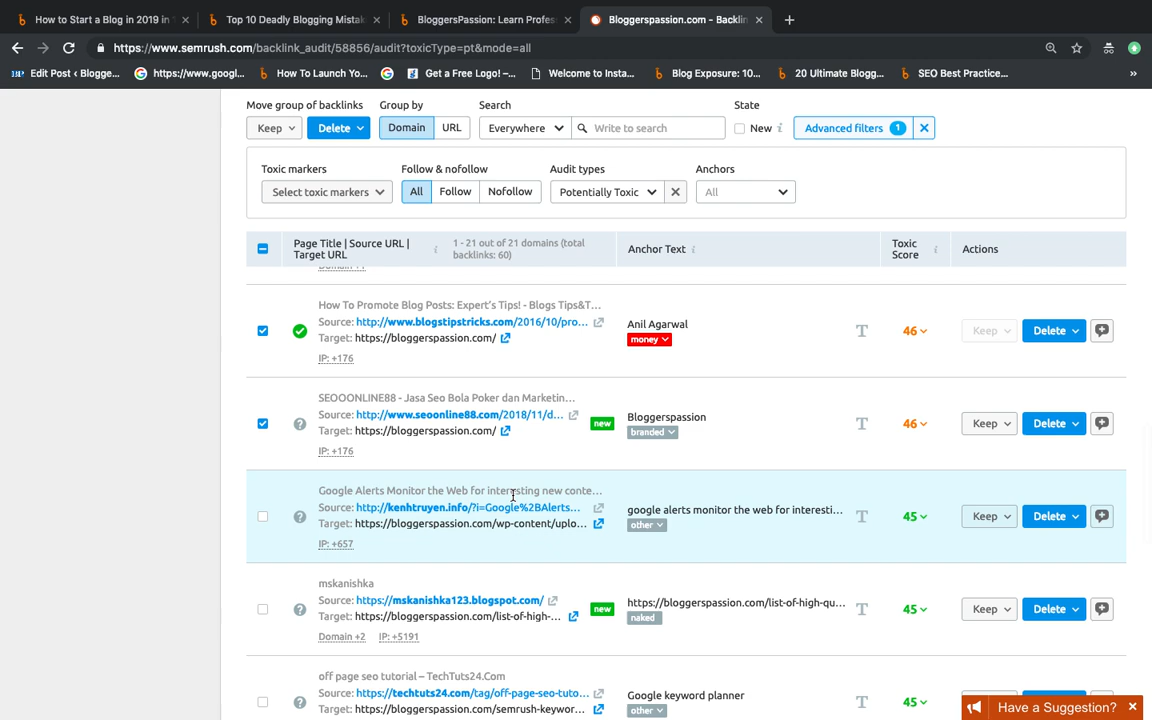 How to Start a Blog in 2019 in
Top 10 Deadly Blogging Mistak
BloggersPassion: Learn Profes
Bloggerspassion.com - Backlin
https://www.semrush.com/backlink_audit/58856/audit?toxicType=pt&mode=all
Edit Post ‹ Blogge...
https://www.googl...
How To Launch You...
Get a Free Logo! –...
Welcome to Insta...
Blog Exposure: 10...
20 Ultimate Blogg...
SEO Best Practice...
»
Move group of backlinks
Group by
Search
State
Keep
Delete
Domain
URL
Everywhere
Write to search
New
i
Advanced filters
1
Toxic markers
Follow & nofollow
Audit types
Anchors
Select toxic markers
All
Follow
Nofollow
Potentially Toxic
All
Page Title | Source URL |
Target URL
i
1 - 21 out of 21 domains (total
backlinks: 60)
Anchor Text
i
Toxic
Score
i
Actions
How To Promote Blog Posts: Expert's Tips! - Blogs Tips&T...
Source: http://www.blogstipstricks.com/2016/10/pro...
Target: https://bloggerspassion.com/
IP: +176
Anil Agarwal
money
T
46
Keep
Delete
SEOOONLINE88 - Jasa Seo Bola Poker dan Marketin...
Source: http://www.seoonline88.com/2018/11/d...
Target: https://bloggerspassion.com/
IP: +176
new
Bloggerspassion
branded
T
46
Keep
Delete
Google Alerts Monitor the Web for interesting new conte...
Source: http://kenhtruyen.info/?i=Google%2BAlerts...
Target: https://bloggerspassion.com/wp-content/uplo...
IP: +657
google alerts monitor the web for interesti...
other
T
45
Keep
Delete
mskanishka
Source: https://mskanishka123.blogspot.com/
Target: https://bloggerspassion.com/list-of-high-...
Domain +2
IP: +5191
new
https://bloggerspassion.com/list-of-high-qu...
naked
T
45
Keep
Delete
off page seo tutorial – TechTuts24.Com
Source: https://techtuts24.com/tag/off-page-seo-tuto...
Target: https://bloggerspassion.com/semrush-keywor...
Google keyword planner
other
T
45
Have a Suggestion?